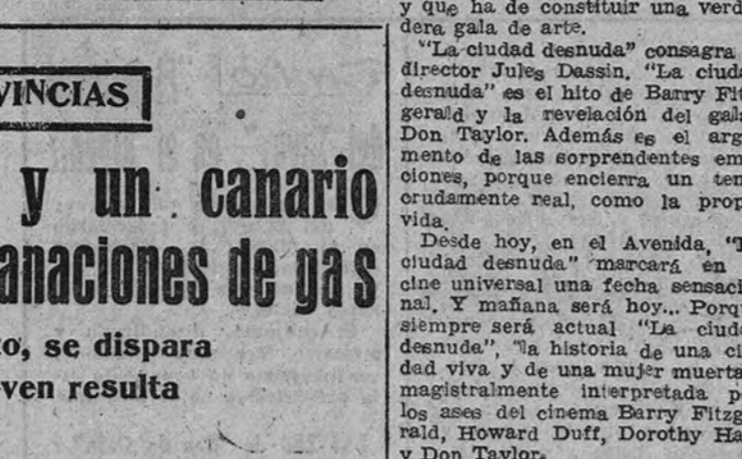 VINCIAS
y un canario
anaciones de gas
to, se dispara
ven resulta
y que ha de constituir una verd
dera gala de arte.
"La ciudad desnuda" consagra
director Jules Dassin. "La ciuda
desnuda" es el hito de Barry Fit
gerald y la revelación del gala
Don Taylor. Además es el arg
mento de las sorprendentes em
ciones, porque encierra un tem
crudamente real, como la prop
vida.
Desde hoy, en el Avenida, "L
ciudad desnuda" marcará en
cine universal una fecha sensaci
nal. Y mañana será hoy... Porqu
siempre será actual "La ciuda
desnuda", "la historia de una ci
dad viva y de una mujer muerta
magistralmente interpretada p
los ases del cinema Barry Fitzg
rald, Howard Duff, Dorothy Ha
y Don Taylor.